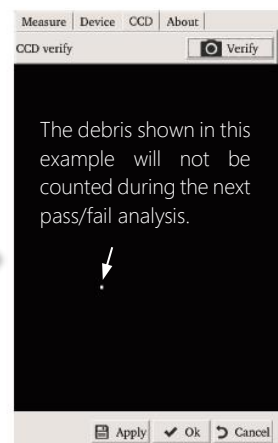 Measure Device CCD About
CCD verify Verify
The debris shown in this
example will not be
counted during the next
pass/fail analysis.
Apply Ok Cancel